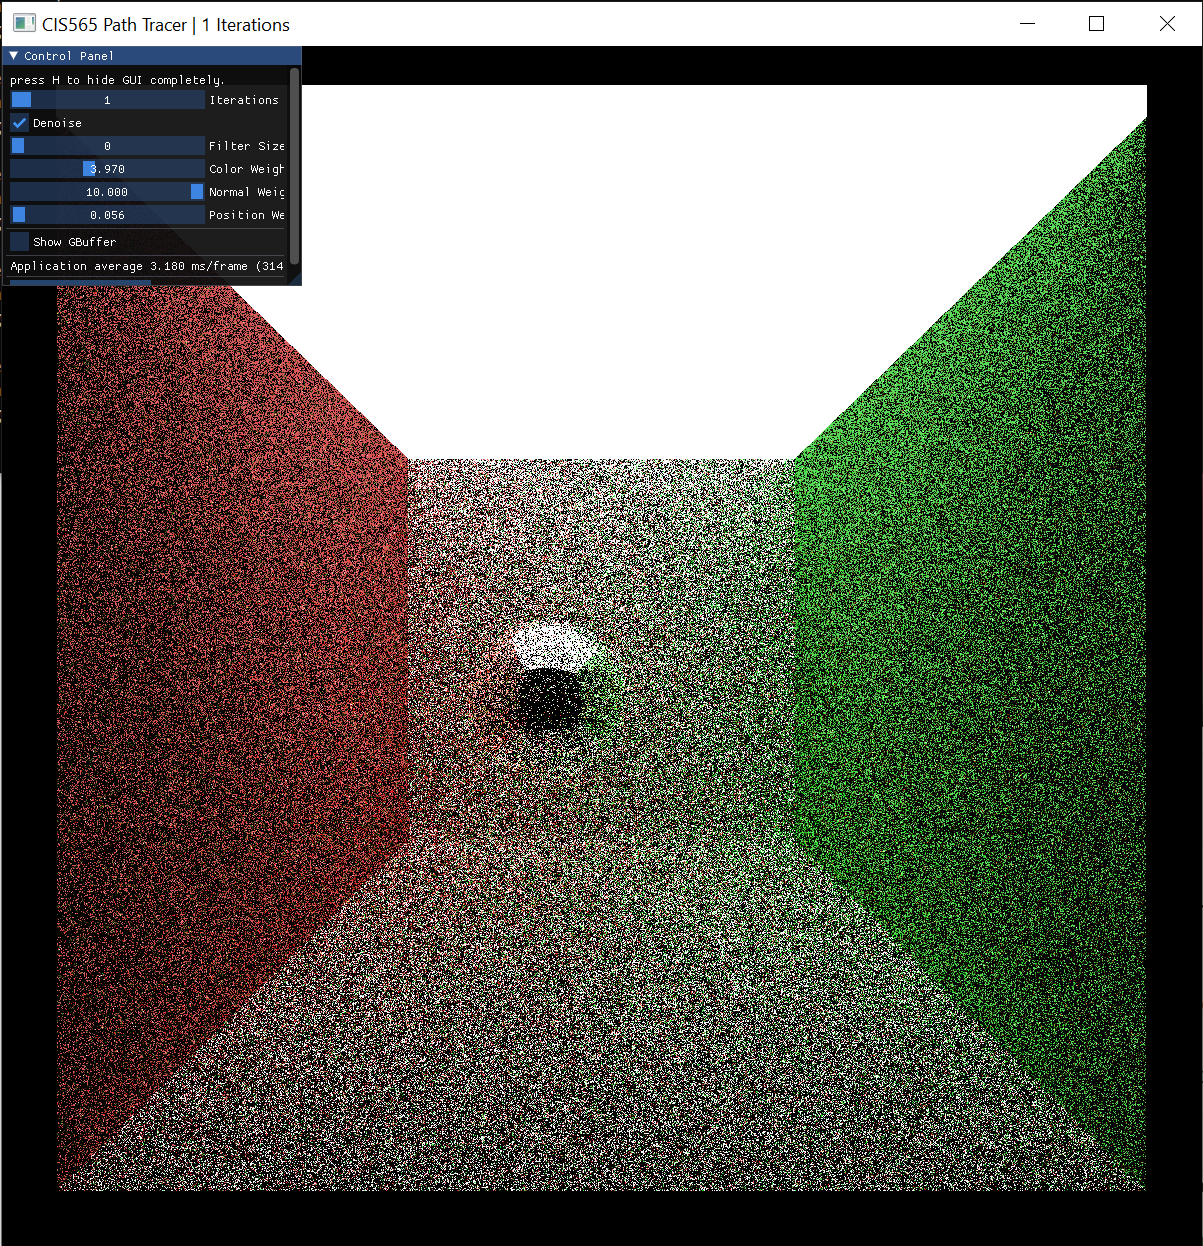 CIS565 Path Tracer | 1 Iterations
Control Panel
press H to hide GUI completely.
1 Iterations
Denoise
0 Filter Size
3.970 Color Weigh
10.000 Normal Weig
0.056 Position We
Show GBuffer
Application average 3.180 ms/frame (314